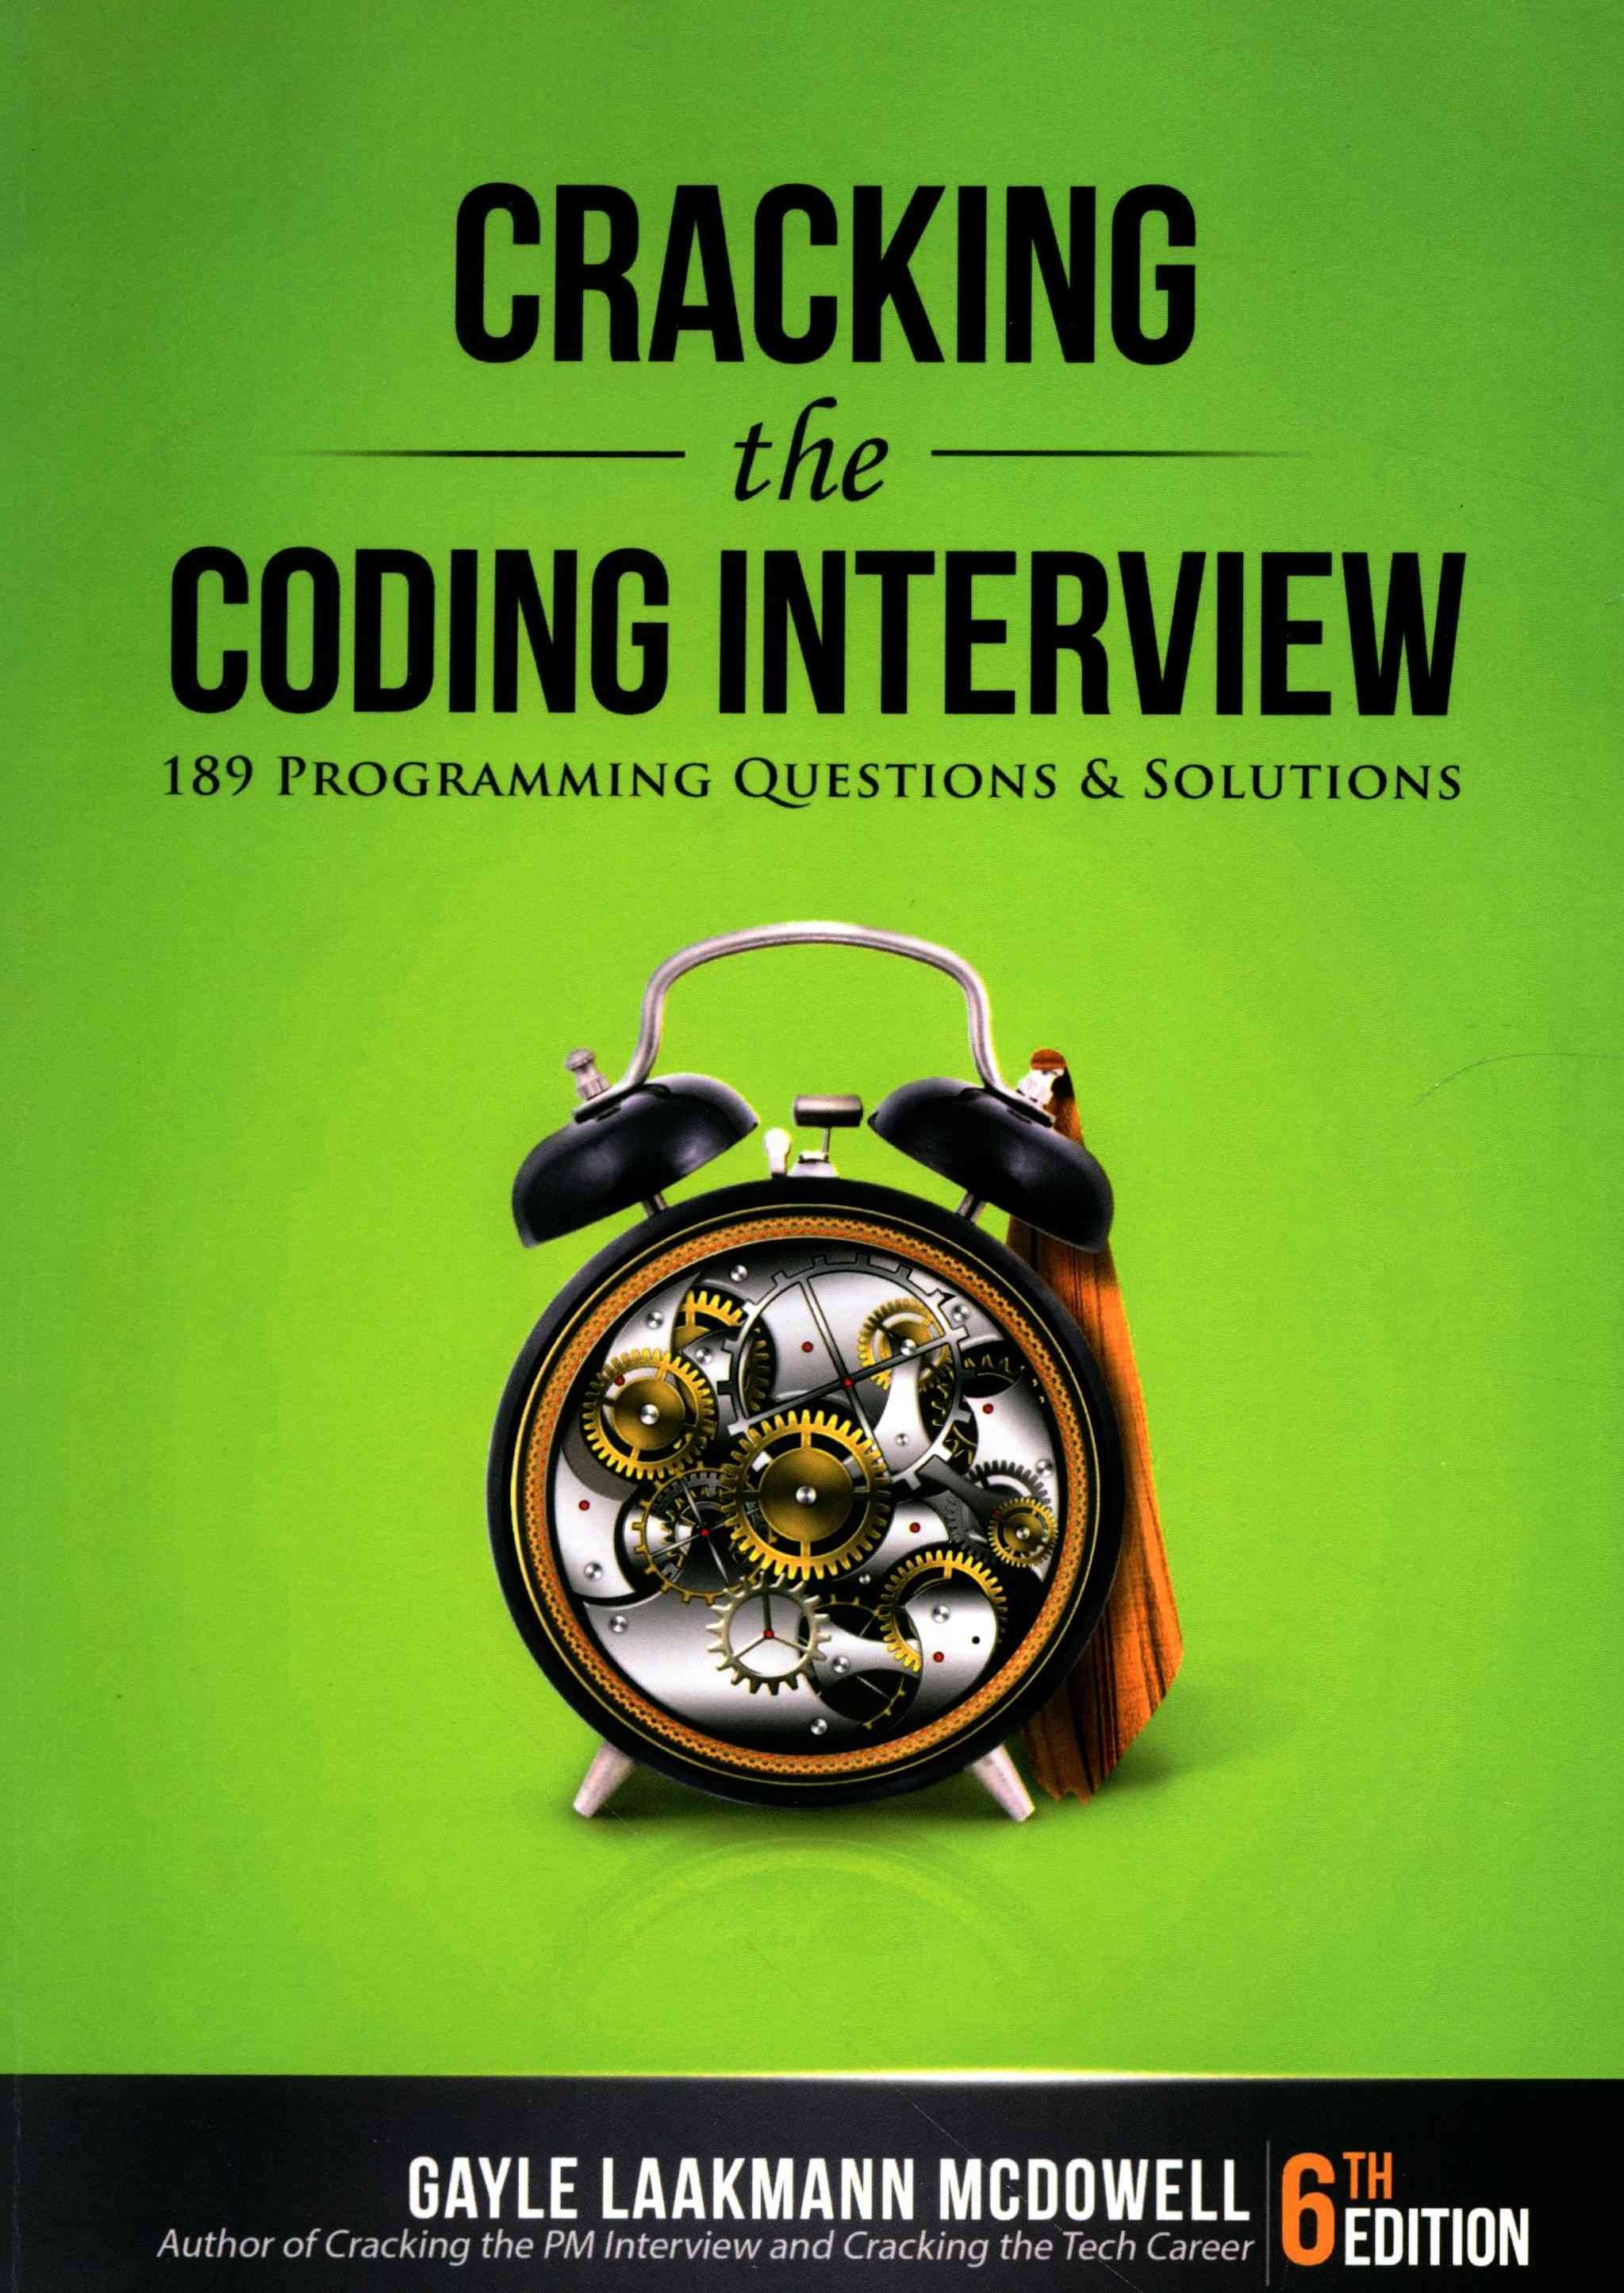 CRACKING
the
CODING INTERVIEW
189 PROGRAMMING QUESTIONS & SOLUTIONS
GAYLE LAAKMANN MCDOWELL
Author of Cracking the PM Interview and Cracking the Tech Career
6TH
EDITION